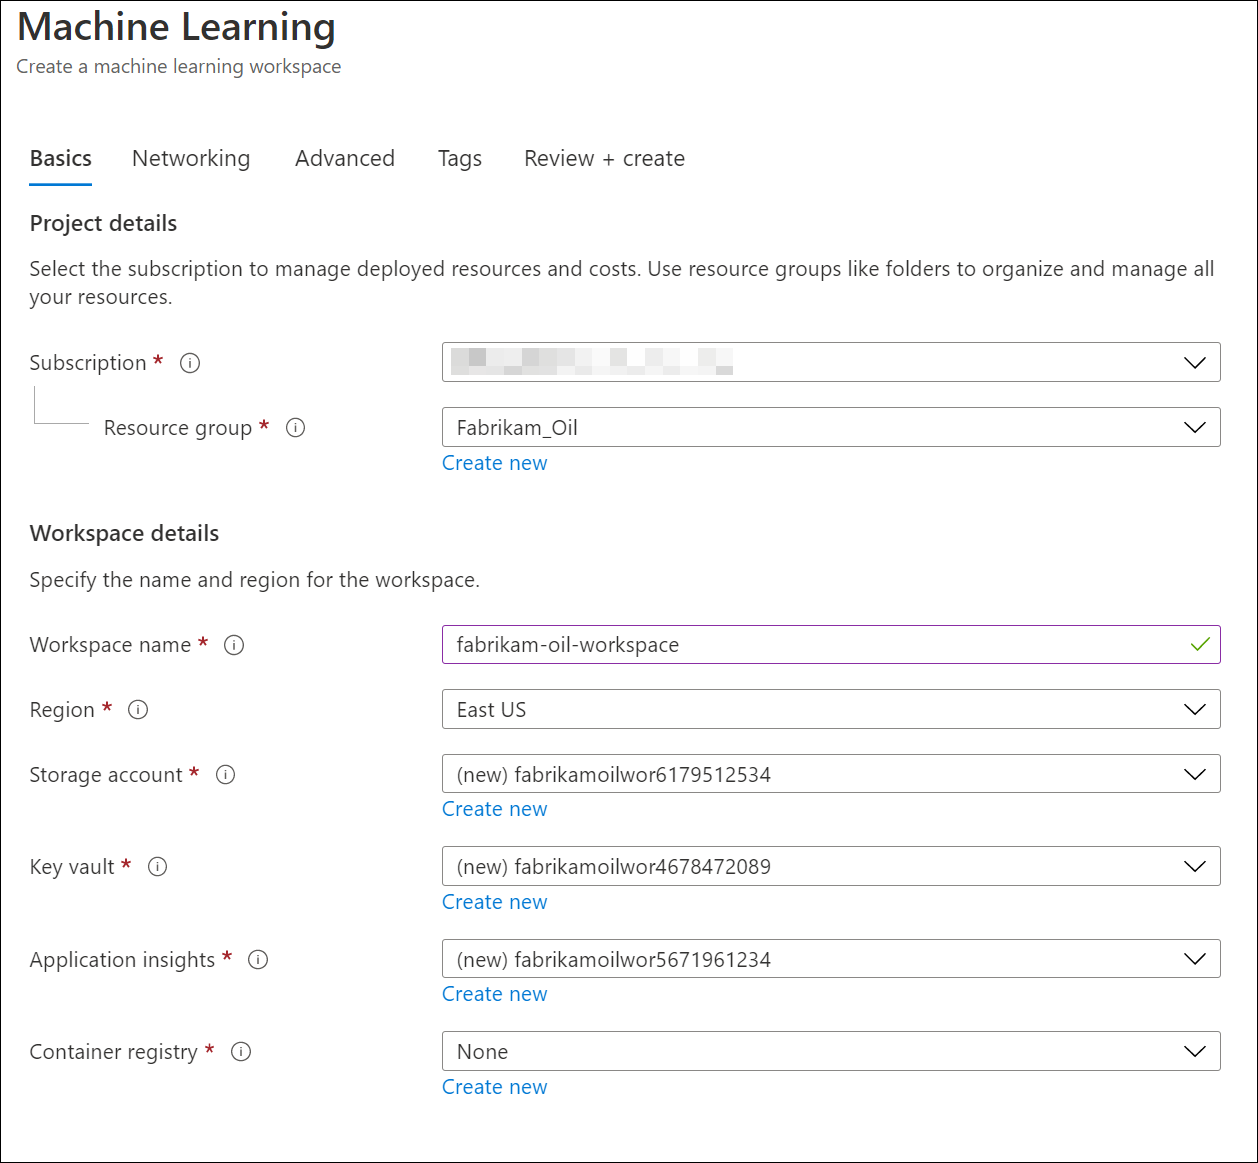 Machine Learning
Create a machine learning workspace
Basics Networking Advanced Tags Review + create
Project details
Select the subscription to manage deployed resources and costs. Use resource groups like folders to organize and manage all
your resources.
Subscription *
Resource group * Fabrikam_Oil
Create new
Workspace details
Specify the name and region for the workspace.
Workspace name * fabrikam-oil-workspace
Region * East US
Storage account * (new) fabrikamoilwor6179512534
Create new
Key vault * (new) fabrikamoilwor4678472089
Create new
Application insights * (new) fabrikamoilwor5671961234
Create new
Container registry * None
Create new